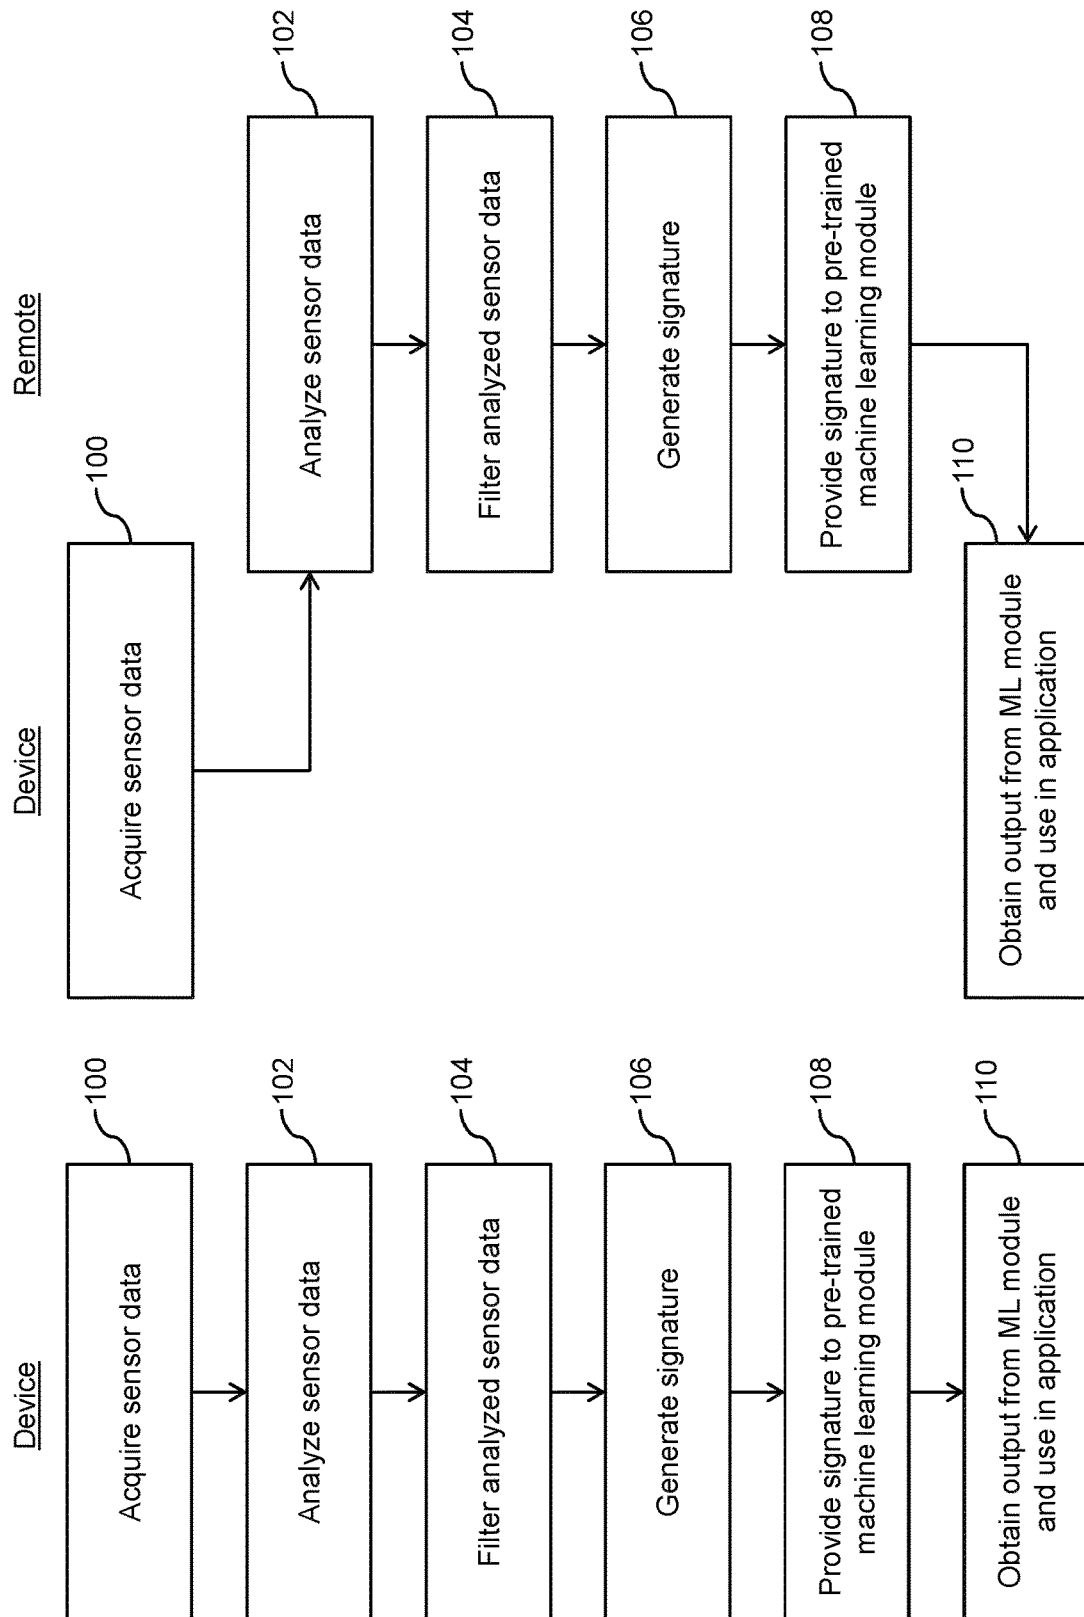 Device
Acquire sensor data
100
Analyze sensor data
102
Filter analyzed sensor data
104
Generate signature
106
Provide signature to pre-trained
machine learning module
108
Obtain output from ML module
and use in application
110
Device
Remote
Acquire sensor data
100
Analyze sensor data
102
Filter analyzed sensor data
104
Generate signature
106
Provide signature to pre-trained
machine learning module
108
Obtain output from ML module
and use in application
110